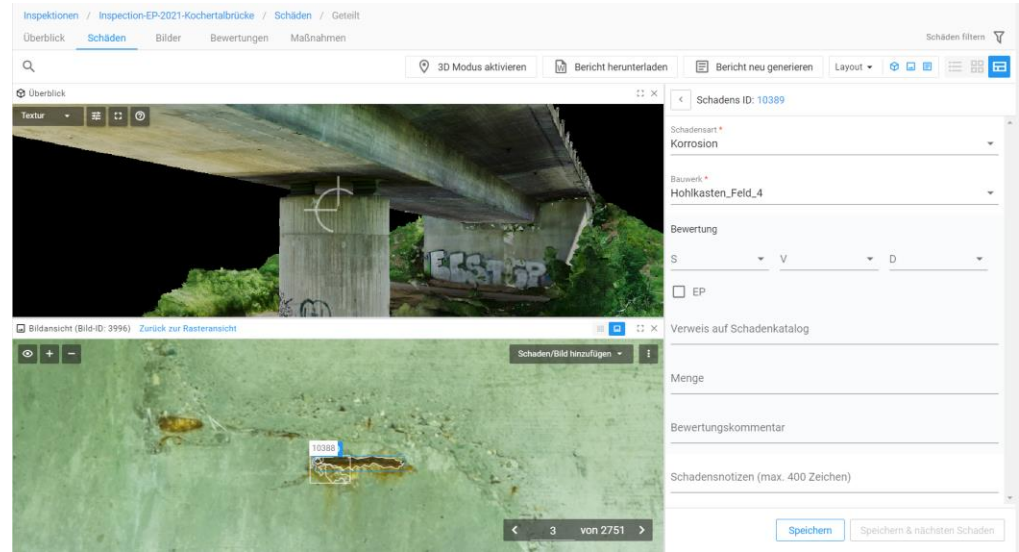 Inspektionen / Inspection-EP-2021-Kochertalbrücke / Schäden / Geteilt
Überblick Schäden Bilder Bewertungen Maßnahmen
Schäden filtern
3D Modus aktivieren Bericht herunterladen Bericht neu generieren Layout
Überblick
Textur
Schadens ID: 10389
Schadensart *
Korrosion
Bauwerk *
Hohlkasten_Feld_4
Bewertung
S V D
EP
Verweis auf Schadenkatalog
Menge
Bewertungskommentar
Schadensnotizen (max. 400 Zeichen)
Speichern Speichern & nächsten Schaden
Bildansicht (Bild-ID: 3996) Zurück zur Rasteransicht
Schaden/Bild hinzufügen
10388
3 von 2751